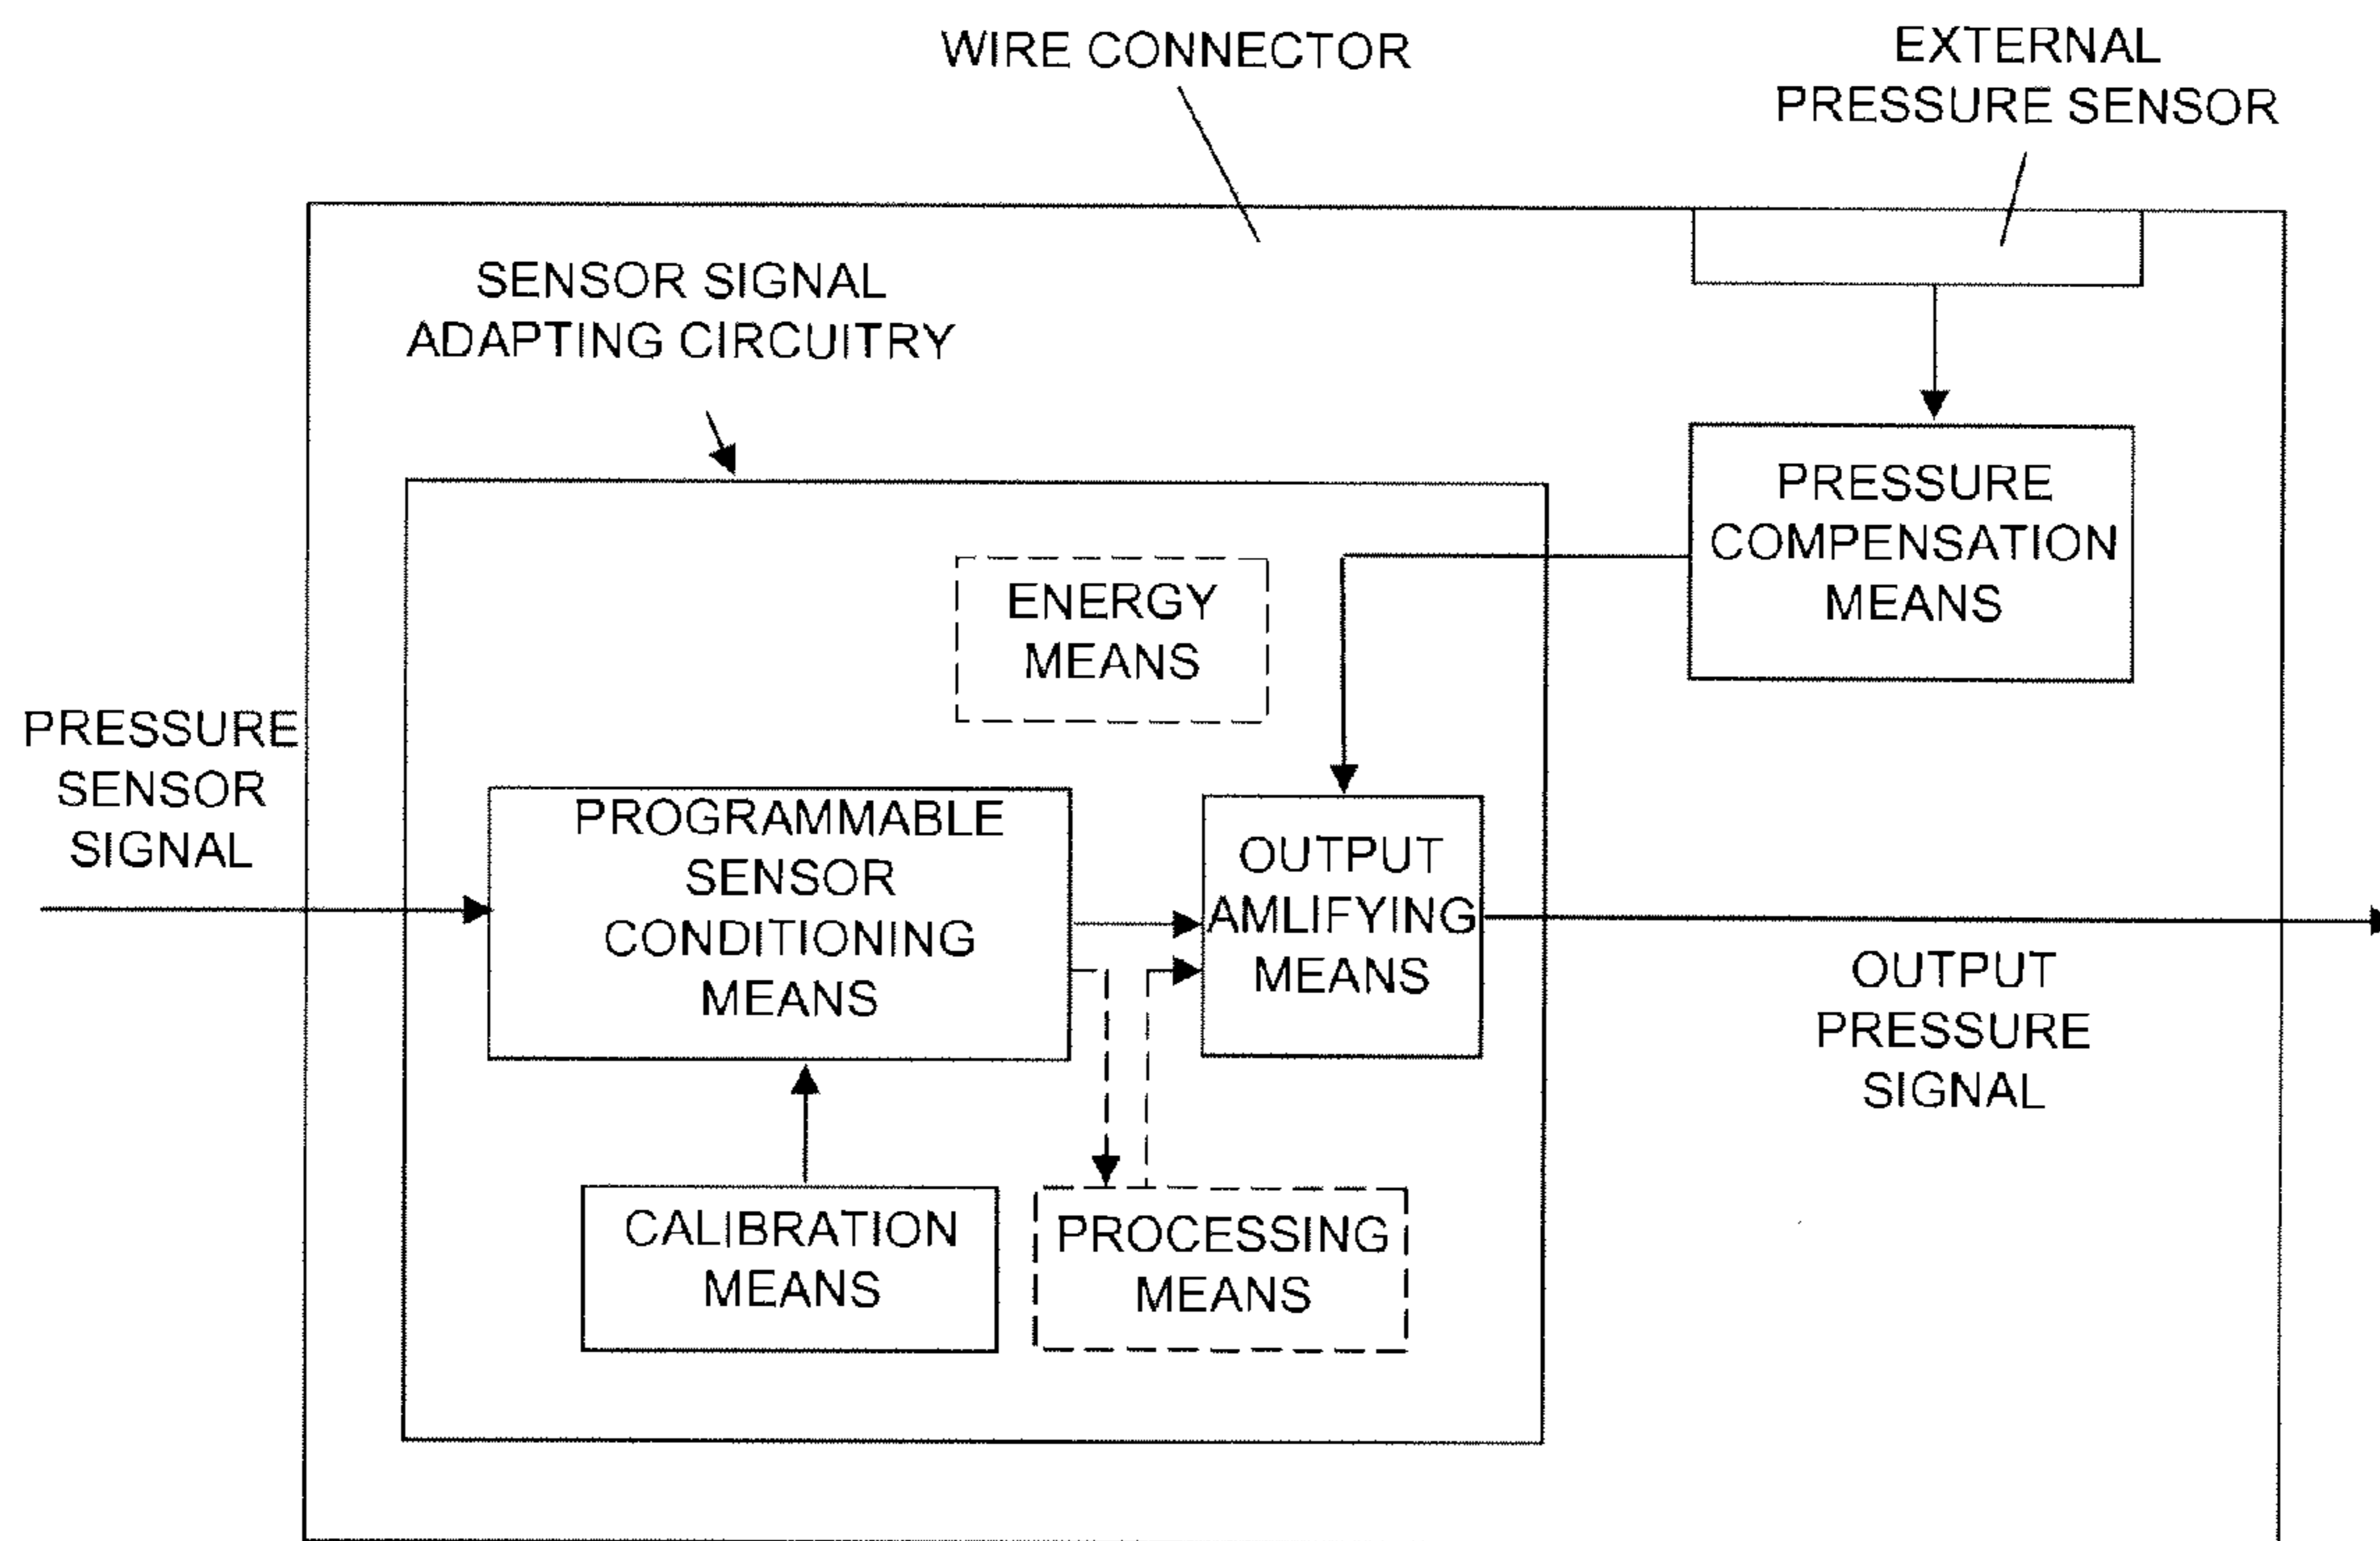 WIRE CONNECTOR
EXTERNAL
PRESSURE SENSOR
SENSOR SIGNAL
ADAPTING CIRCUITRY
PRESSURE
COMPENSATION
MEANS
ENERGY
MEANS
PRESSURE
SENSOR
SIGNAL
PROGRAMMABLE
SENSOR
CONDITIONING
MEANS
OUTPUT
AMLIFYING
MEANS
OUTPUT
PRESSURE
SIGNAL
CALIBRATION
MEANS
PROCESSING
MEANS